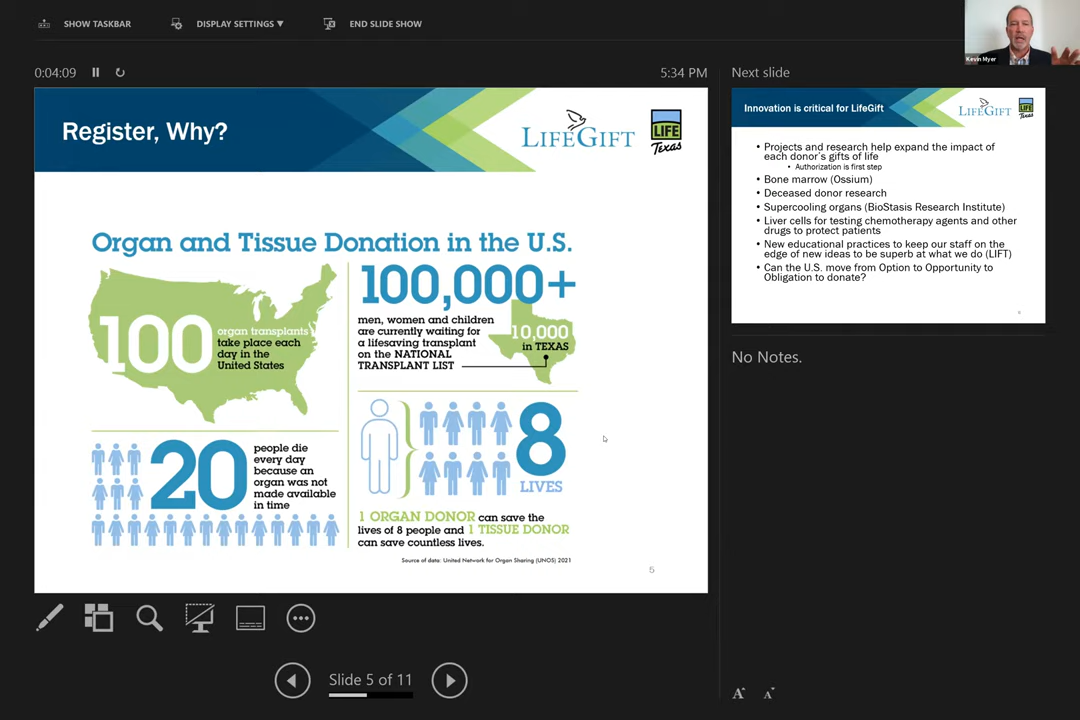 SHOW TASKBAR
DISPLAY SETTINGS ▼
END SLIDE SHOW
Kevin Myer
0:04:09
5:34 PM
Next slide
Register, Why?
LIFEGIFT
LIFE
Texas
Organ and Tissue Donation in the U.S.
100
organ transplants
take place each
day in the
United States
100,000+
men, women and children
are currently waiting for
a lifesaving transplant
on the NATIONAL
TRANSPLANT LIST
10,000
in TEXAS
20
people die
every day
because an
organ was not
made available
in time
8
LIVES
1 ORGAN DONOR can save the
lives of 8 people and 1 TISSUE DONOR
can save countless lives.
Source of data: United Network for Organ Sharing (UNOS) 2021
5
Innovation is critical for LifeGift
LIFEGIFT
LIFE
Texas
• Projects and research help expand the impact of
each donor's gifts of life
• Authorization is first step
• Bone marrow (Ossium)
• Deceased donor research
• Supercooling organs (BioStasis Research Institute)
• Liver cells for testing chemotherapy agents and other
drugs to protect patients
• New educational practices to keep our staff on the
edge of new ideas to be superb at what we do (LIFT)
• Can the U.S. move from Option to Opportunity to
Obligation to donate?
No Notes.
Slide 5 of 11
A
A